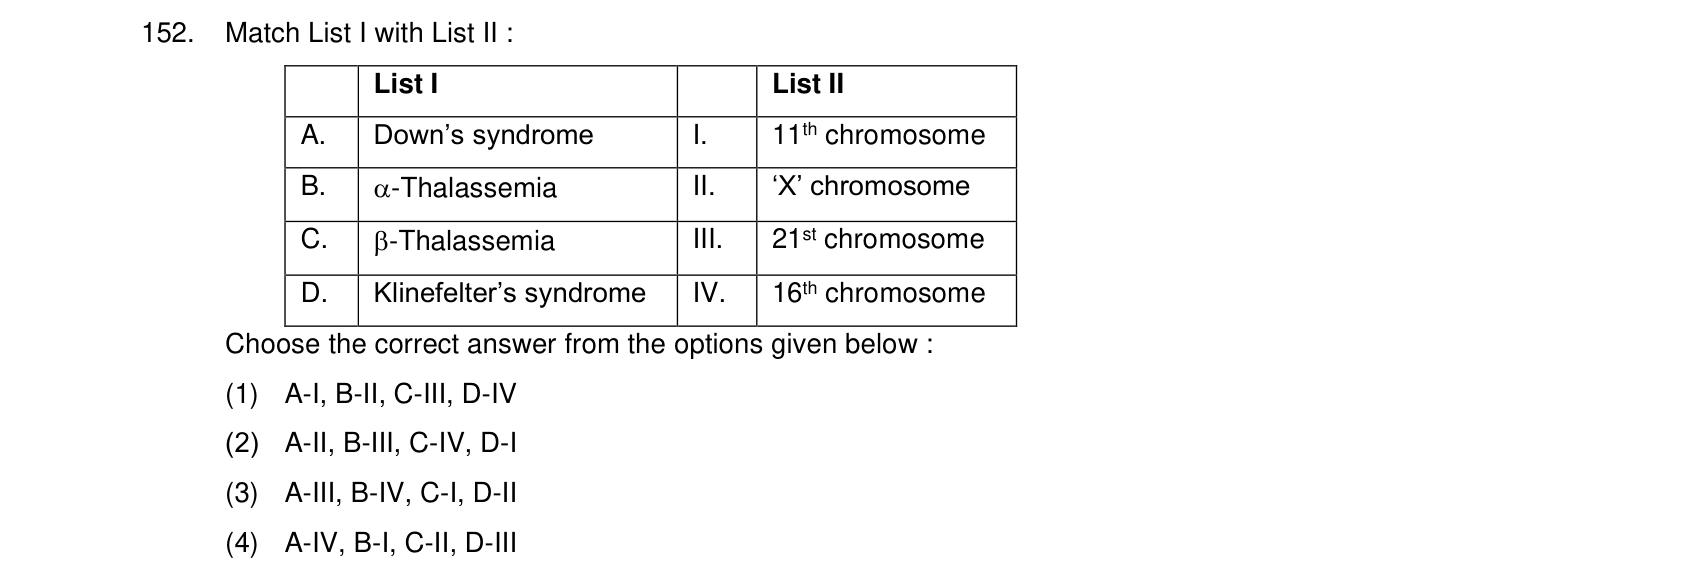 152. Match List I with List II :
List I List II
A. Down's syndrome I. 11th chromosome
B. α-Thalassemia II. 'X' chromosome
C. β-Thalassemia III. 21st chromosome
D. Klinefelter's syndrome IV. 16th chromosome
Choose the correct answer from the options given below :
(1) A-I, B-II, C-III, D-IV
(2) A-II, B-III, C-IV, D-I
(3) A-III, B-IV, C-I, D-II
(4) A-IV, B-I, C-II, D-III